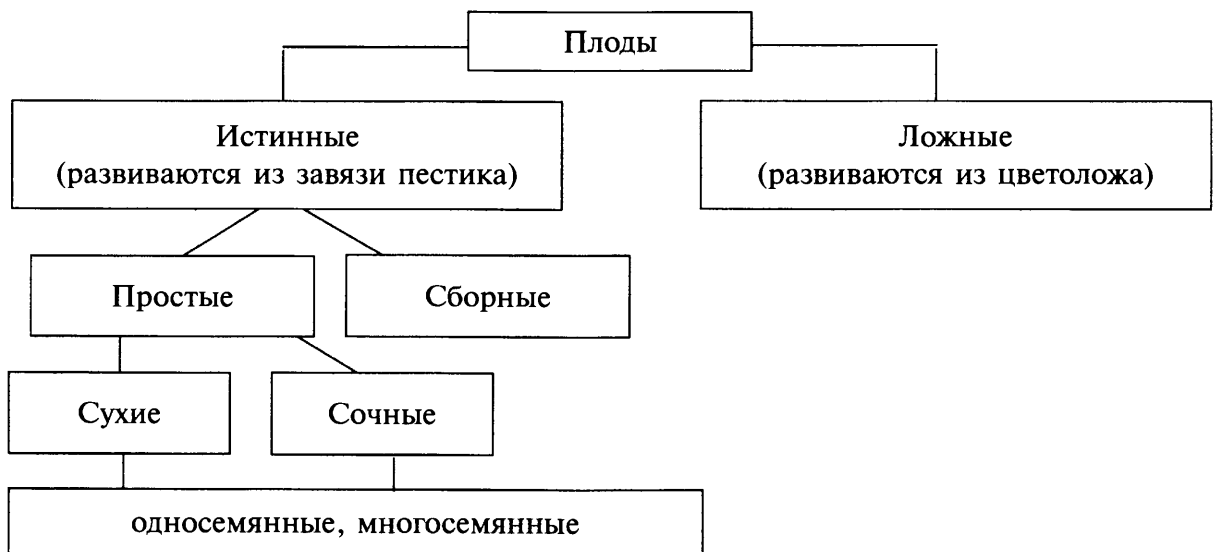 Плоды
Истинные
(развиваются из завязи пестика)
Ложные
(развиваются из цветоложа)
Простые
Сборные
Сухие
Сочные
односемянные, многосемянные